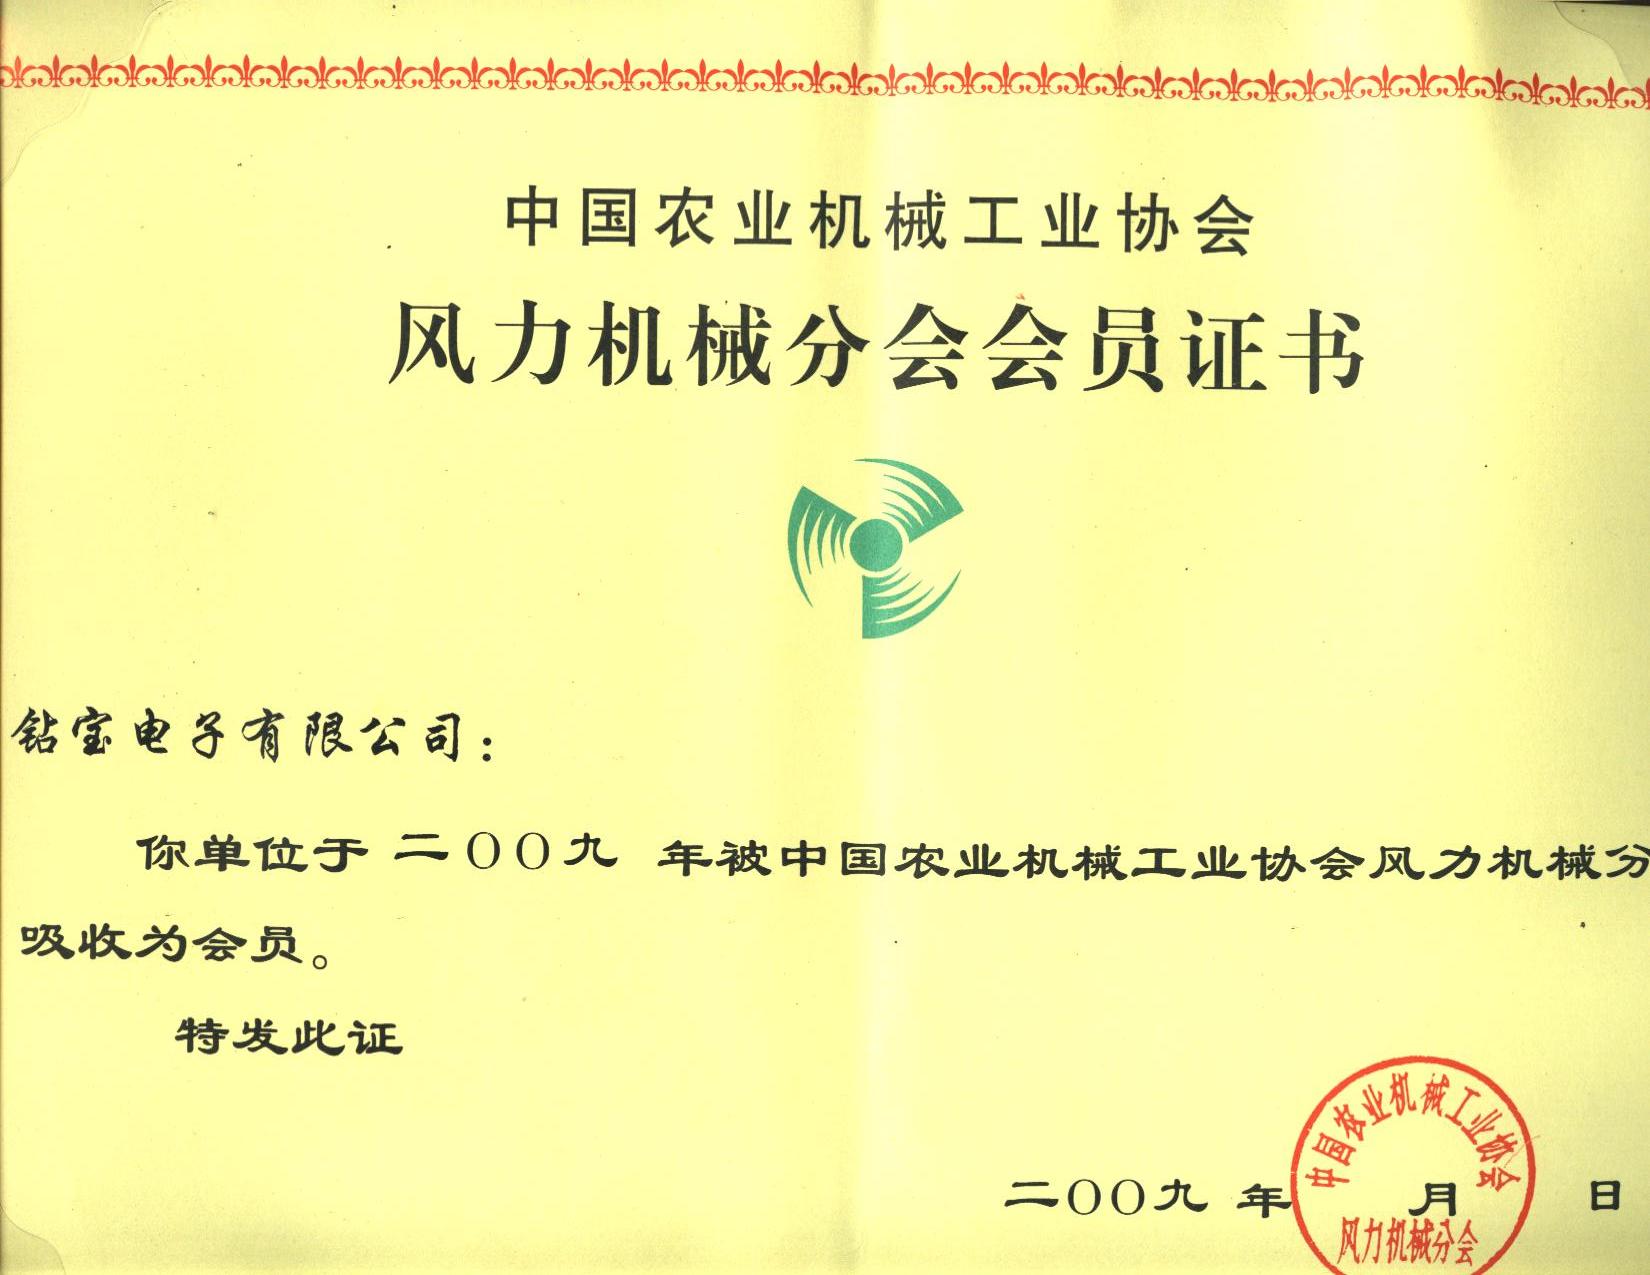 中国农业机械工业协会
风力机械分会会员证书
钻宝电子有限公司：
你单位于 二〇〇九 年被中国农业机械工业协会风力机械分
吸收为会员。
特发此证
二〇〇九 年 月 日
中国农业机械工业协会
风力机械分会